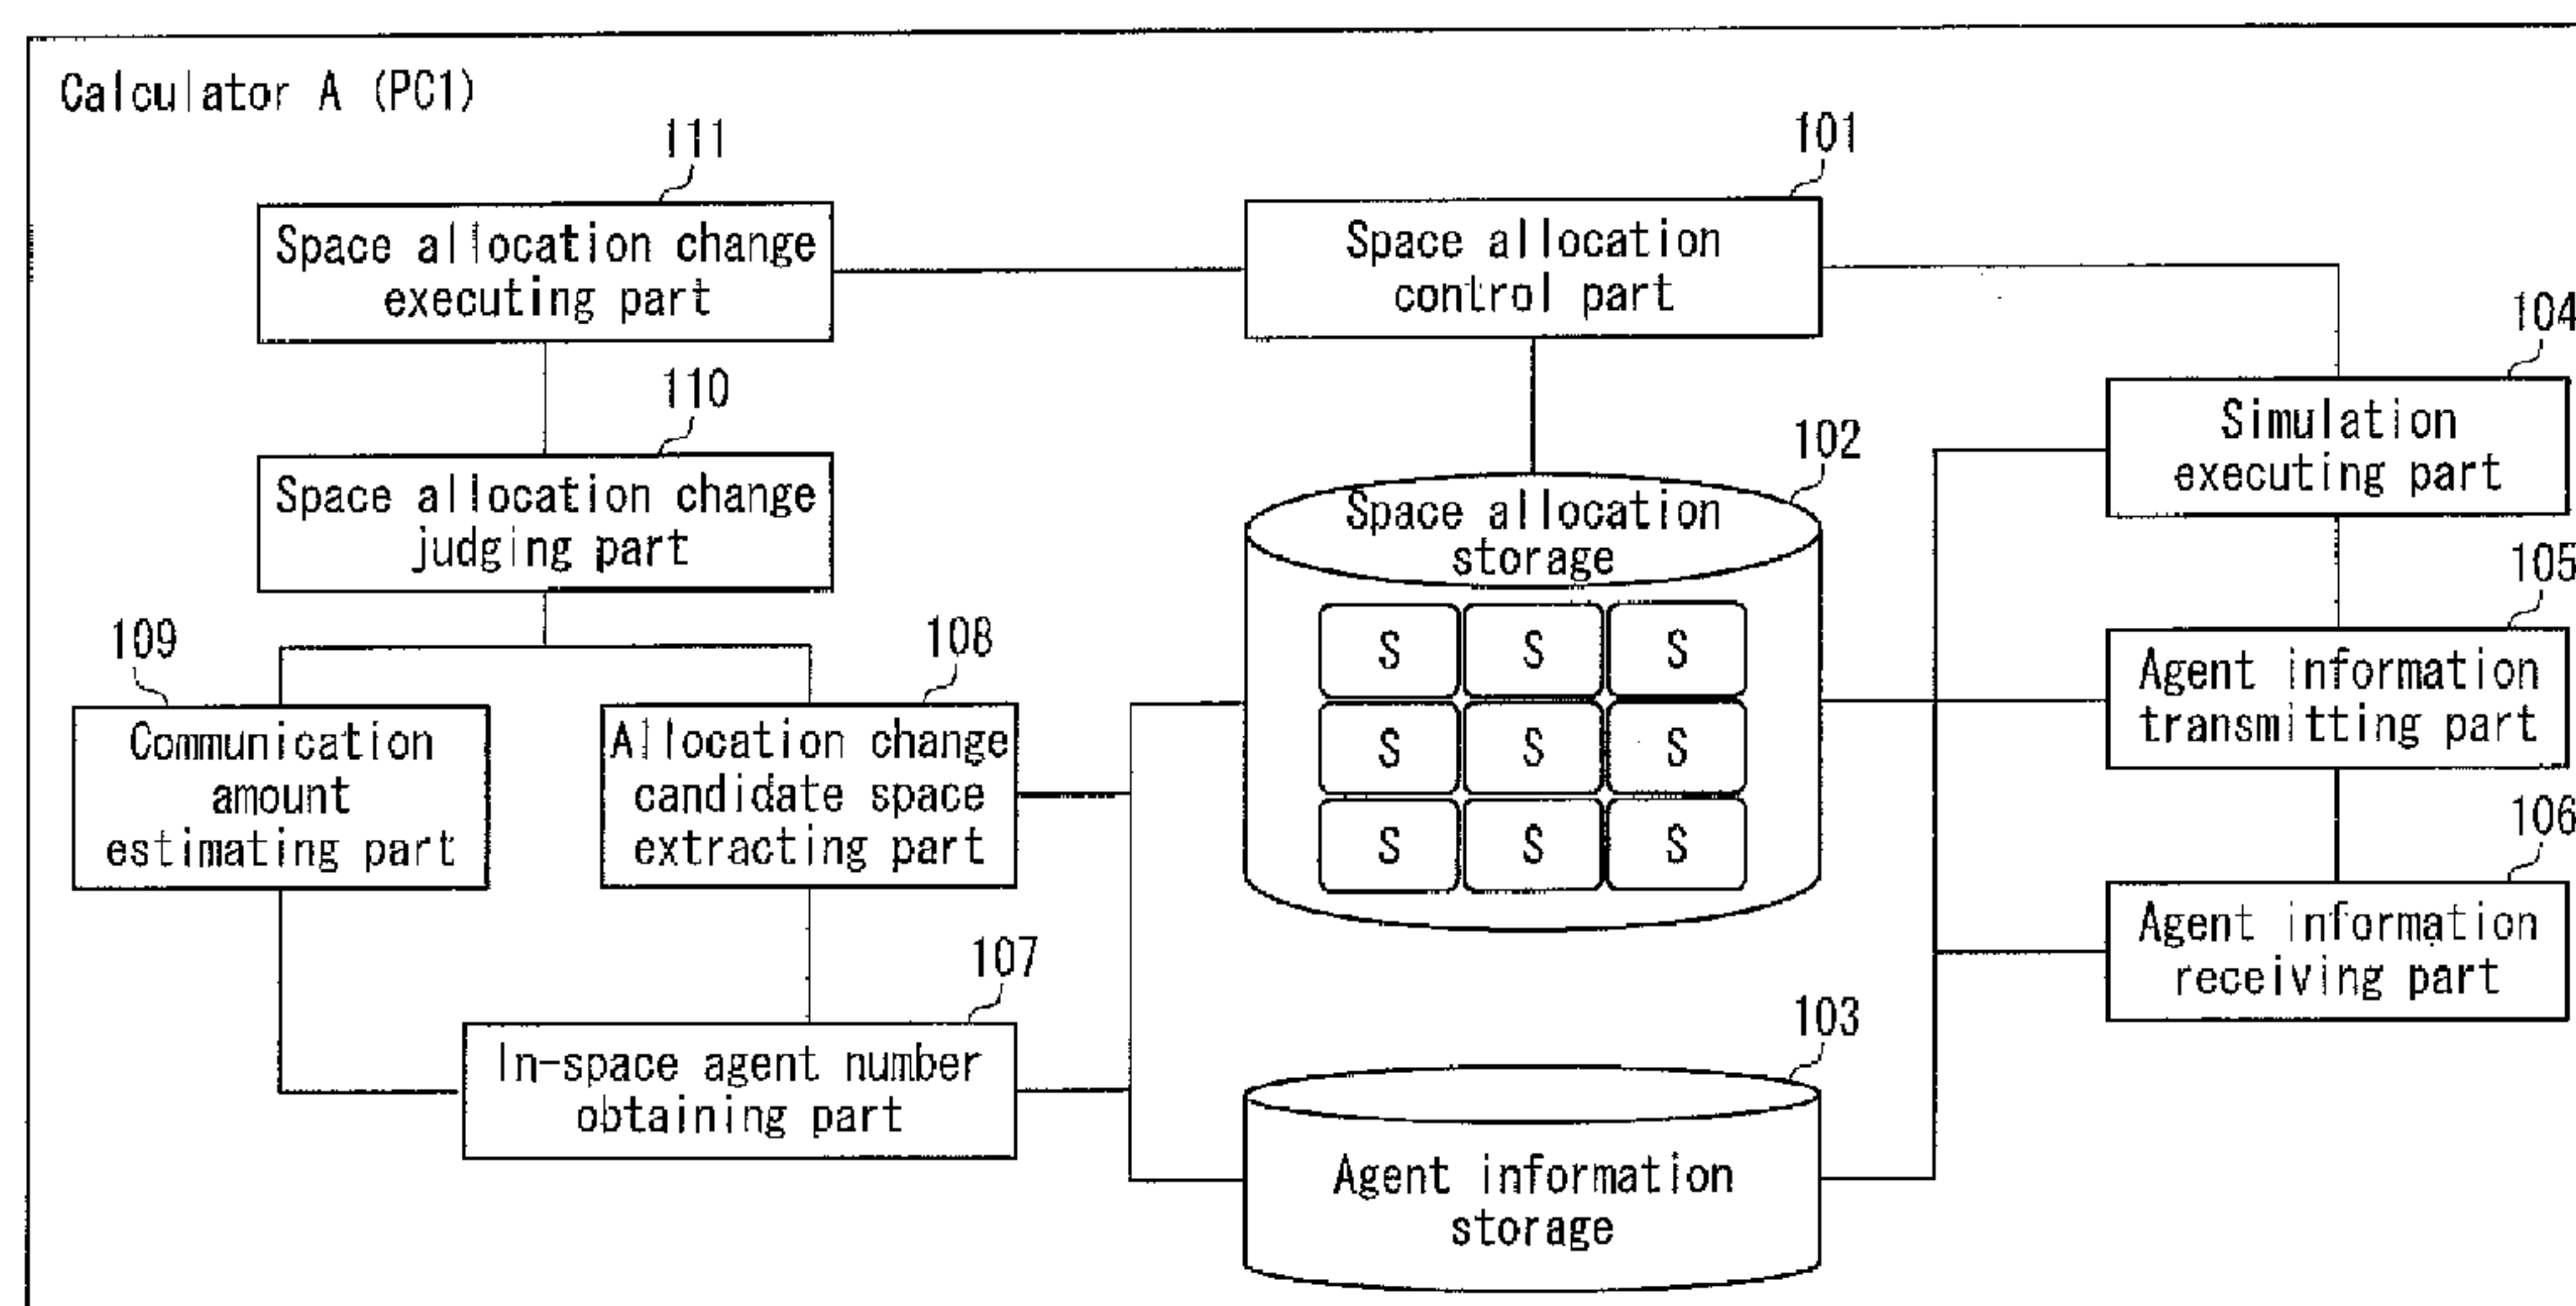 Calculator A (PC1)
111
Space allocation change
executing part
101
Space allocation
control part
104
Simulation
executing part
110
Space allocation change
judging part
102
Space allocation
storage
S S S
S S S
S S S
105
Agent information
transmitting part
109
Communication
amount
estimating part
108
Allocation change
candidate space
extracting part
106
Agent information
receiving part
107
In-space agent number
obtaining part
103
Agent information
storage